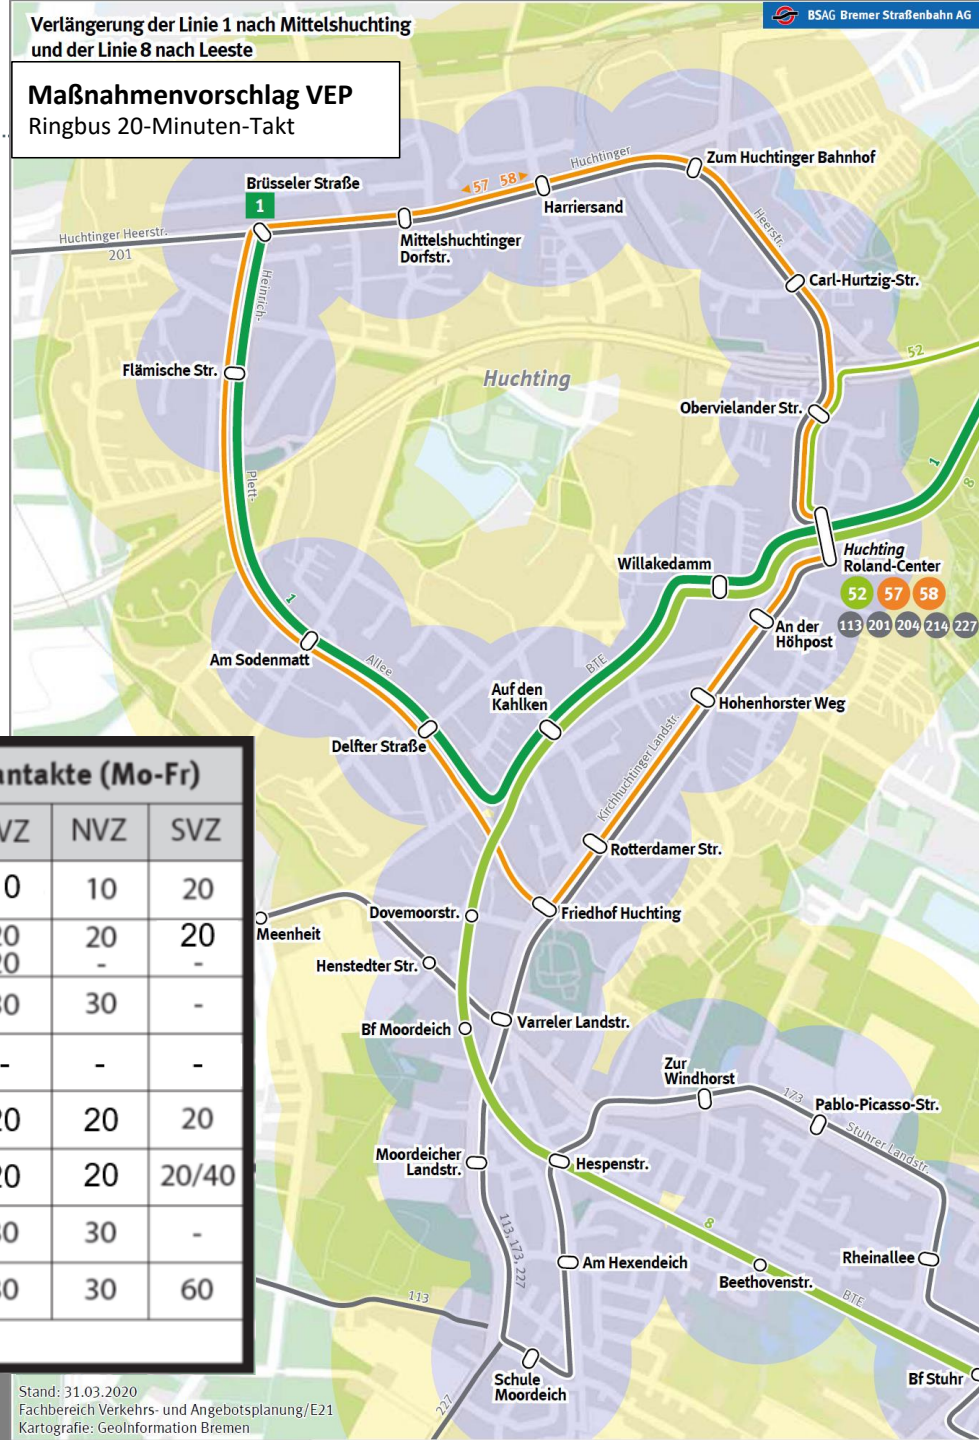 Verlängerung der Linie 1 nach Mittelshuchting
und der Linie 8 nach Leeste
BSAG Bremer Straßenbahn AG
Maßnahmenvorschlag VEP
Ringbus 20-Minuten-Takt
Brüsseler Straße
1
57 58
Huchtinger
Zum Huchtinger Bahnhof
Harriersand
Huchtinger Heerstr.
201
Mittelshuchtinger
Dorfstr.
Heerstr.
Heinrich-
Carl-Hurtzig-Str.
Flämische Str.
52
Huchting
Obervielander Str.
Plett-
1
8
Willakedamm
Huchting
Roland-Center
52 57 58
113 201 204 214 227
1
An der
Höhpost
Am Sodenmatt
Allee
BTE
Auf den
Kahlken
Hohenhorster Weg
Delfter Straße
Kirchhuchtinger Landstr.
Rotterdamer Str.
Dovemoorstr.
Friedhof Huchting
Meenheit
Henstedter Str.
Varreler Landstr.
Bf Moordeich
Zur
Windhorst
173
Pablo-Picasso-Str.
Stuhrer Landstr.
Moordeicher
Landstr.
Hespenstr.
113, 173, 227
8
Am Hexendeich
Rheinallee
Beethovenstr.
BTE
113
Schule
Moordeich
Bf Stuhr
227
ntakte (Mo-Fr)
VZ NVZ SVZ
0 10 20
20 20 20
20 - -
30 30 -
- - -
20 20 20
20 20 20/40
30 30 -
30 30 60
Stand: 31.03.2020
Fachbereich Verkehrs- und Angebotsplanung/E21
Kartografie: GeoInformation Bremen